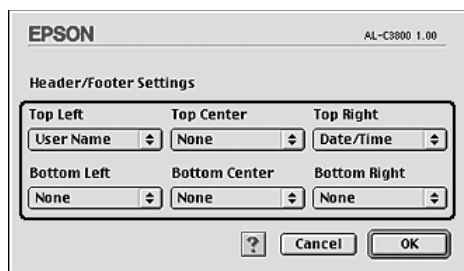 EPSON AL-C3800 1.00
Header/Footer Settings
Top Left Top Center Top Right
User Name None Date/Time
Bottom Left Bottom Center Bottom Right
None None None
? Cancel OK